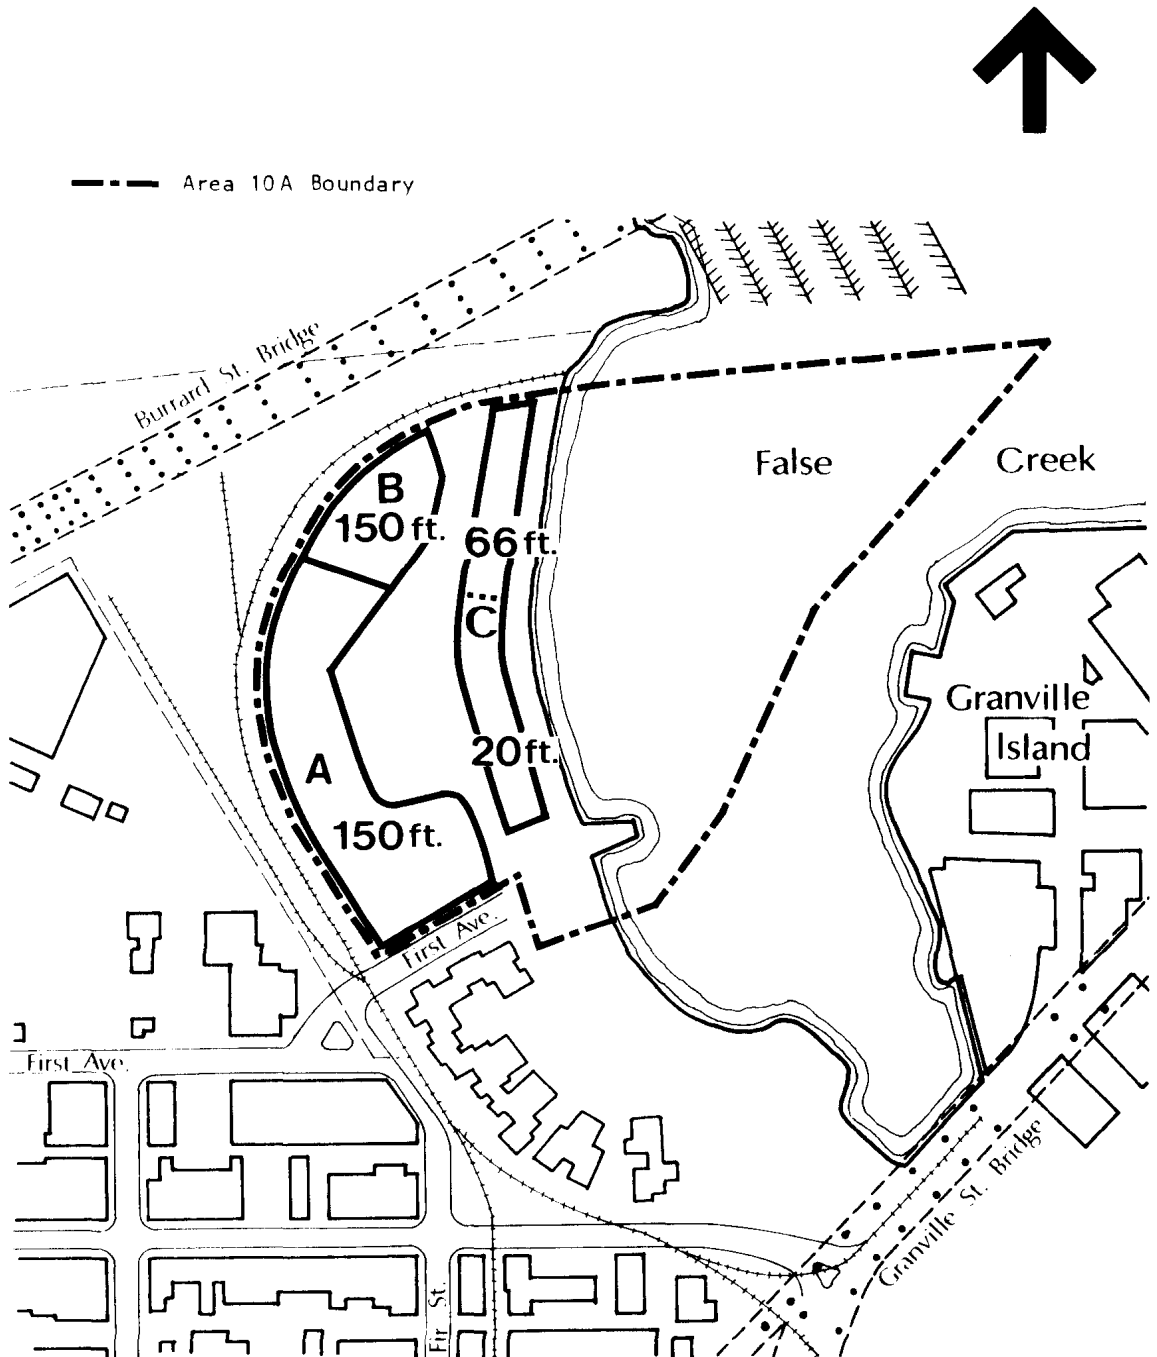 Area 10A Boundary
Burrard St. Bridge
False Creek
B
150 ft.
66 ft.
C
Granville
Island
20 ft.
A
150 ft.
First Ave.
First Ave.
Granville St. Bridge
Fir St.